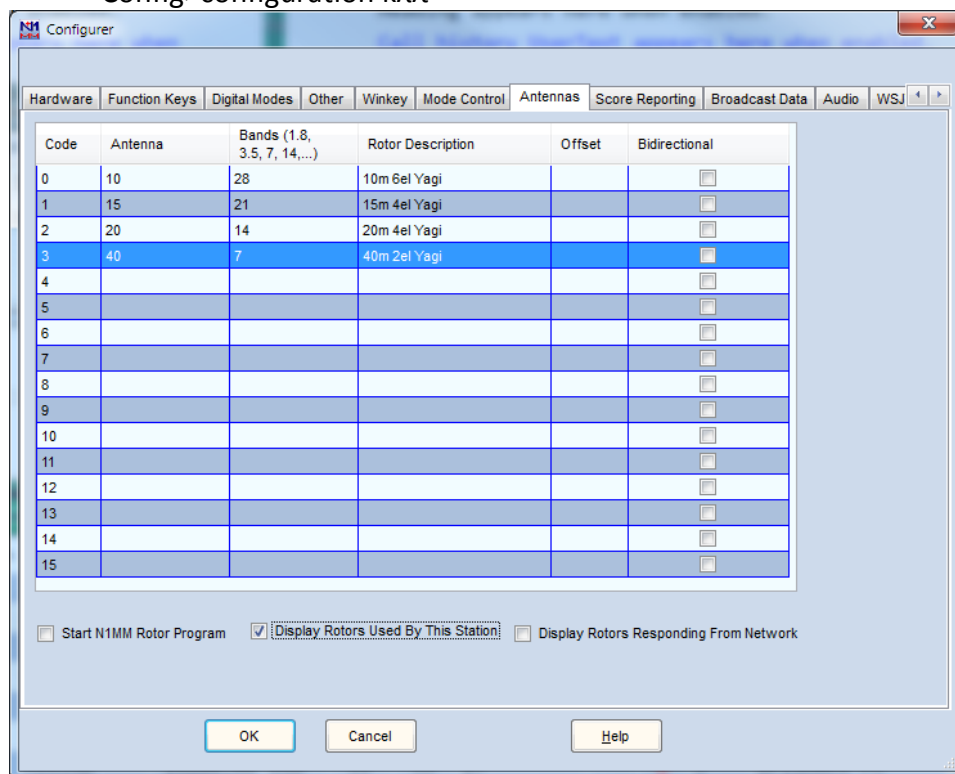 Configurer
Hardware Function Keys Digital Modes Other Winkey Mode Control Antennas Score Reporting Broadcast Data Audio WSJ
Code Antenna Bands (1.8, 3.5, 7, 14,...) Rotor Description Offset Bidirectional
0 10 28 10m 6el Yagi
1 15 21 15m 4el Yagi
2 20 14 20m 4el Yagi
3 40 7 40m 2el Yagi
4
5
6
7
8
9
10
11
12
13
14
15
Start N1MM Rotor Program Display Rotors Used By This Station Display Rotors Responding From Network
OK Cancel Help